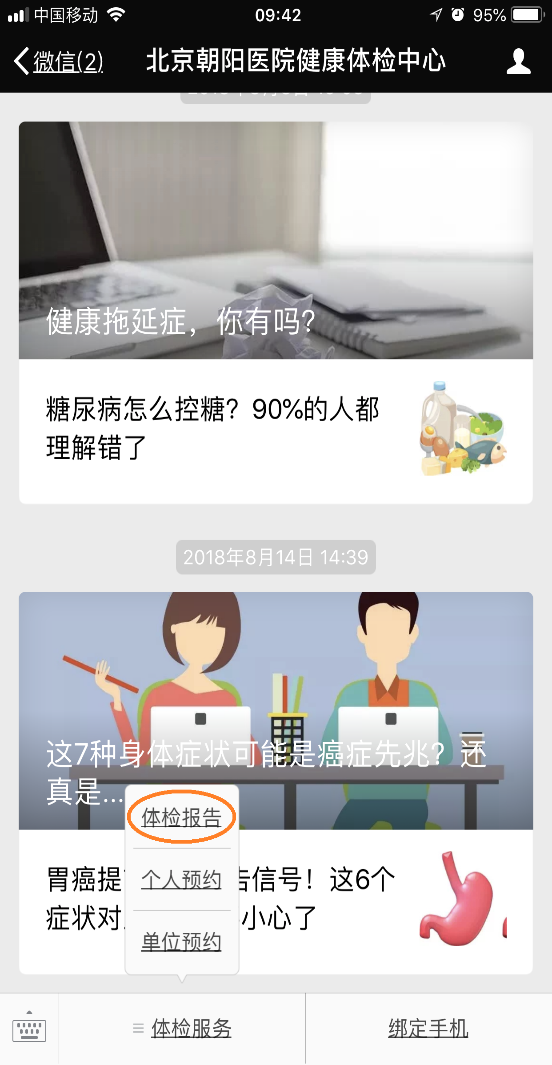 中国移动
09:42
95%
微信(2)
北京朝阳医院健康体检中心
健康拖延症，你有吗？
糖尿病怎么控糖？90%的人都
理解错了
2018年8月14日 14:39
这7种身体症状可能是癌症先兆？还
真是...
体检报告
胃癌提
告信号！这6个
个人预约
症状对
小心了
单位预约
体检服务
绑定手机